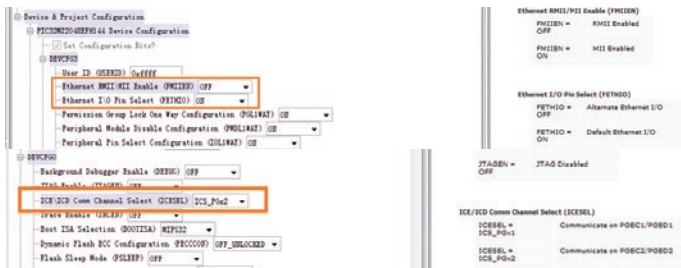 Device & Project Configuration
PIC32MZ2048EFH144 Device Configuration
Set Configuration Bits?
DEVCFG3
User ID (USERID) 0xffff
Ethernet RMII\MII Enable (FMIIEN) OFF
Ethernet I\O Pin Select (FETHIO) ON
Permission Group Lock One Way Configuration (PGL1WAY) ON
Peripheral Module Disable Configuration (PMDL1WAY) ON
Peripheral Pin Select Configuration (IOL1WAY) ON
DEVCFG0
Background Debugger Enable (DEBUG) OFF
JTAG Enable (JTAGEN) OFF
ICE\ICD Comm Channel Select (ICESEL) ICS_PGx2
Trace Enable (TRCEN) OFF
Boot ISA Selection (BOOTISA) MIPS32
Dynamic Flash ECC Configuration (FECCCON) OFF_UNLOCKED
Flash Sleep Mode (FSLEEP) OFF
Ethernet RMII/MII Enable (FMIIEN)
FMIIEN = OFF RMII Enabled
FMIIEN = ON MII Enabled
Ethernet I/O Pin Select (FETHIO)
FETHIO = OFF Alternate Ethernet I/O
FETHIO = ON Default Ethernet I/O
JTAGEN = OFF JTAG Disabled
ICE/ICD Comm Channel Select (ICESEL)
ICESEL = ICS_PGx1 Communicate on PGEC1/PGED1
ICESEL = ICS_PGx2 Communicate on PGEC2/PGED2